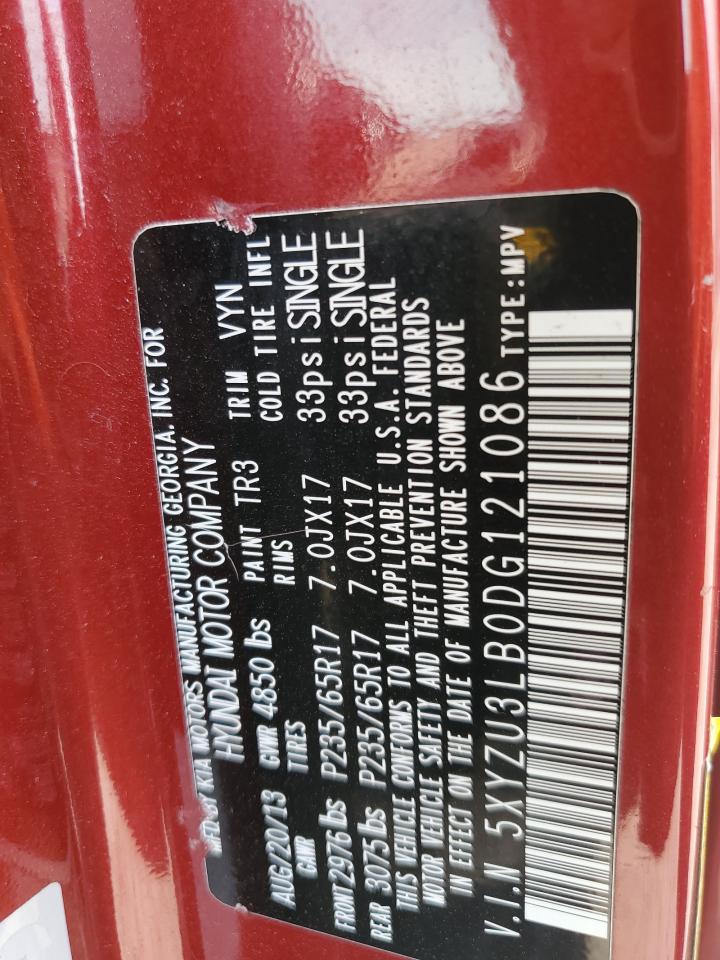 MFD BY KIA MOTORS MANUFACTURING GEORGIA, INC. FOR
HYUNDAI MOTOR COMPANY
AUG/20/13 GVWR 4850 lbs PAINT TR3 TRIM VYN
GAWR TIRES RIMS COLD TIRE INFL
FRONT 2976 lbs P235/65R17 7.0JX17 33psi SINGLE
REAR 3075 lbs P235/65R17 7.0JX17 33psi SINGLE
THIS VEHICLE CONFORMS TO ALL APPLICABLE U.S.A. FEDERAL
MOTOR VEHICLE SAFETY AND THEFT PREVENTION STANDARDS
IN EFFECT ON THE DATE OF MANUFACTURE SHOWN ABOVE
V.I.N 5XYZU3LB0DG121086 TYPE:MPV